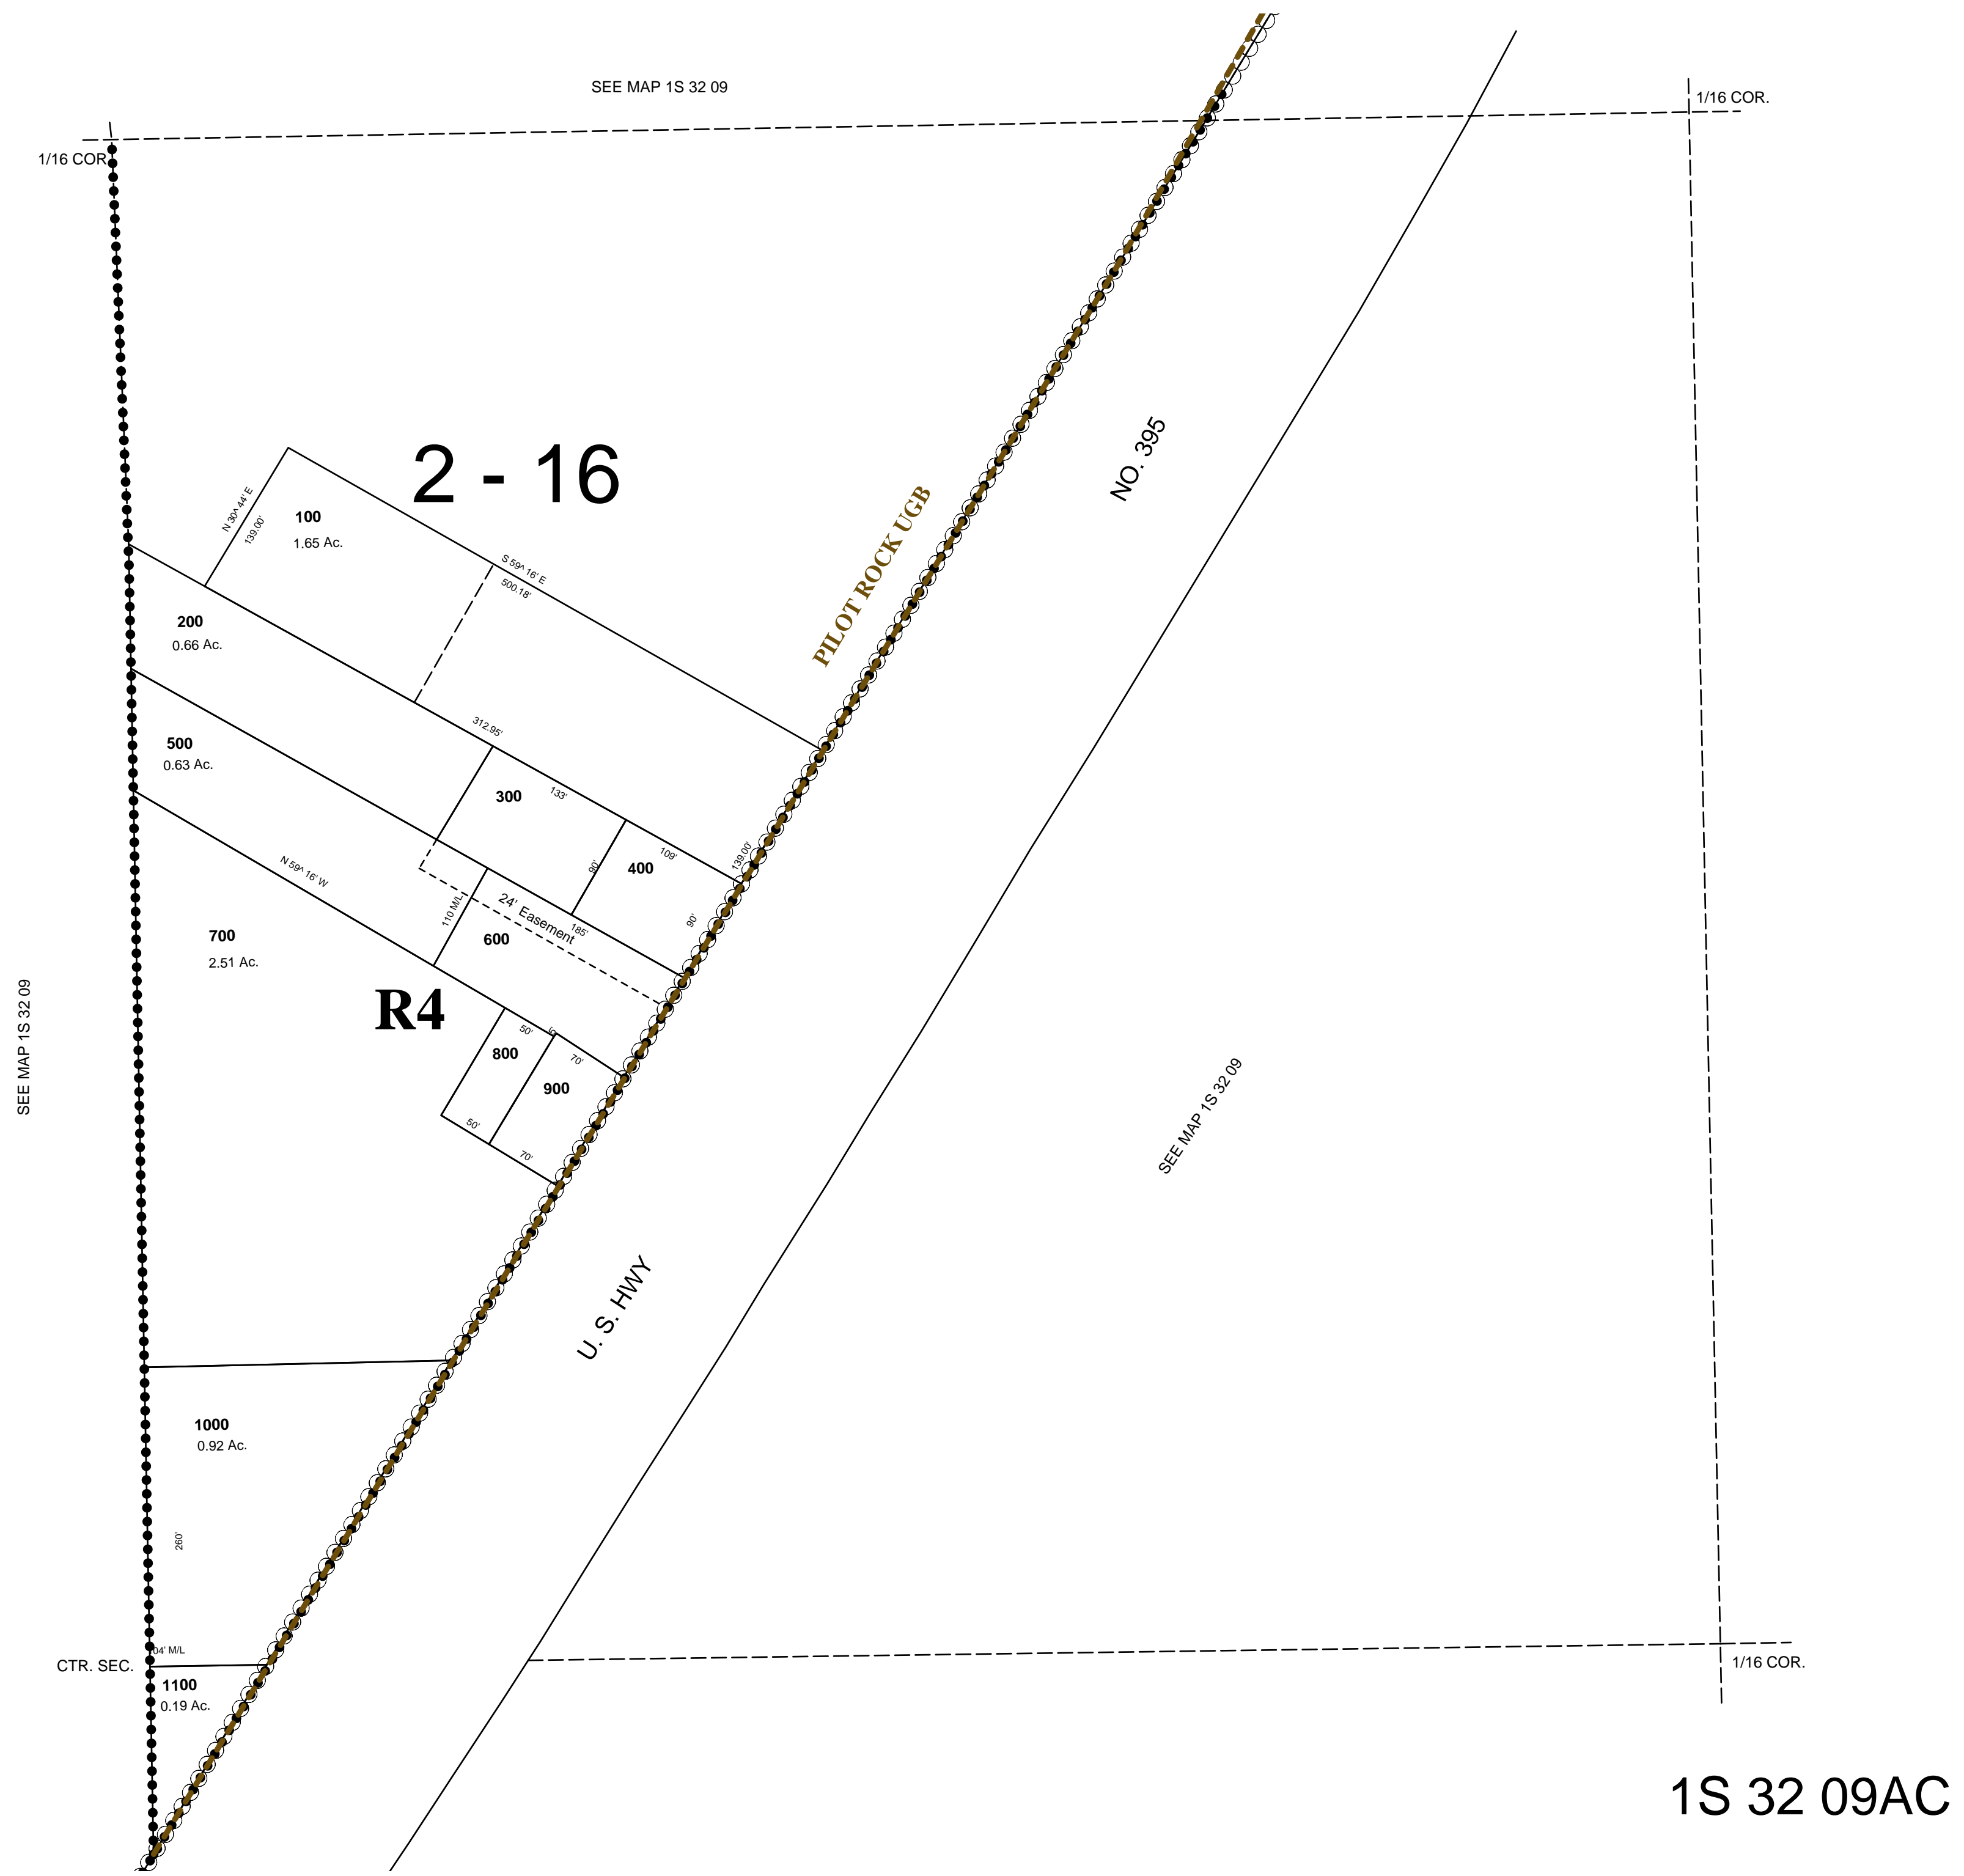 SEE MAP 1S 32 09
1/16 COR.
1/16 COR.
NO. 395
2 - 16
PILOT ROCK UGB
N 30^ 44' E
139.00'
100
1.65 Ac.
S 59^ 16' E
500.18'
200
0.66 Ac.
312.95'
500
0.63 Ac.
300
133'
109'
400
90'
139.00'
90'
N 59^ 16' W
110 M/L
24' Easement
185'
600
700
2.51 Ac.
R4
SEE MAP 1S 32 09
50'
70'
800
900
50'
70'
SEE MAP 1S 32 09
U. S. HWY
1000
0.92 Ac.
260'
04' M/L
CTR. SEC.
1100
0.19 Ac.
1/16 COR.
1S 32 09AC